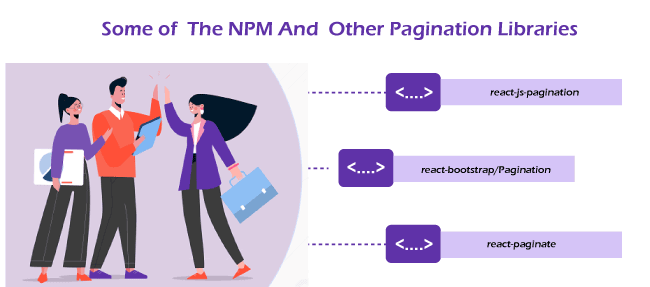 Some of The NPM And Other Pagination Libraries
<....> react-js-pagination
<....> react-bootstrap/Pagination
<....> react-paginate